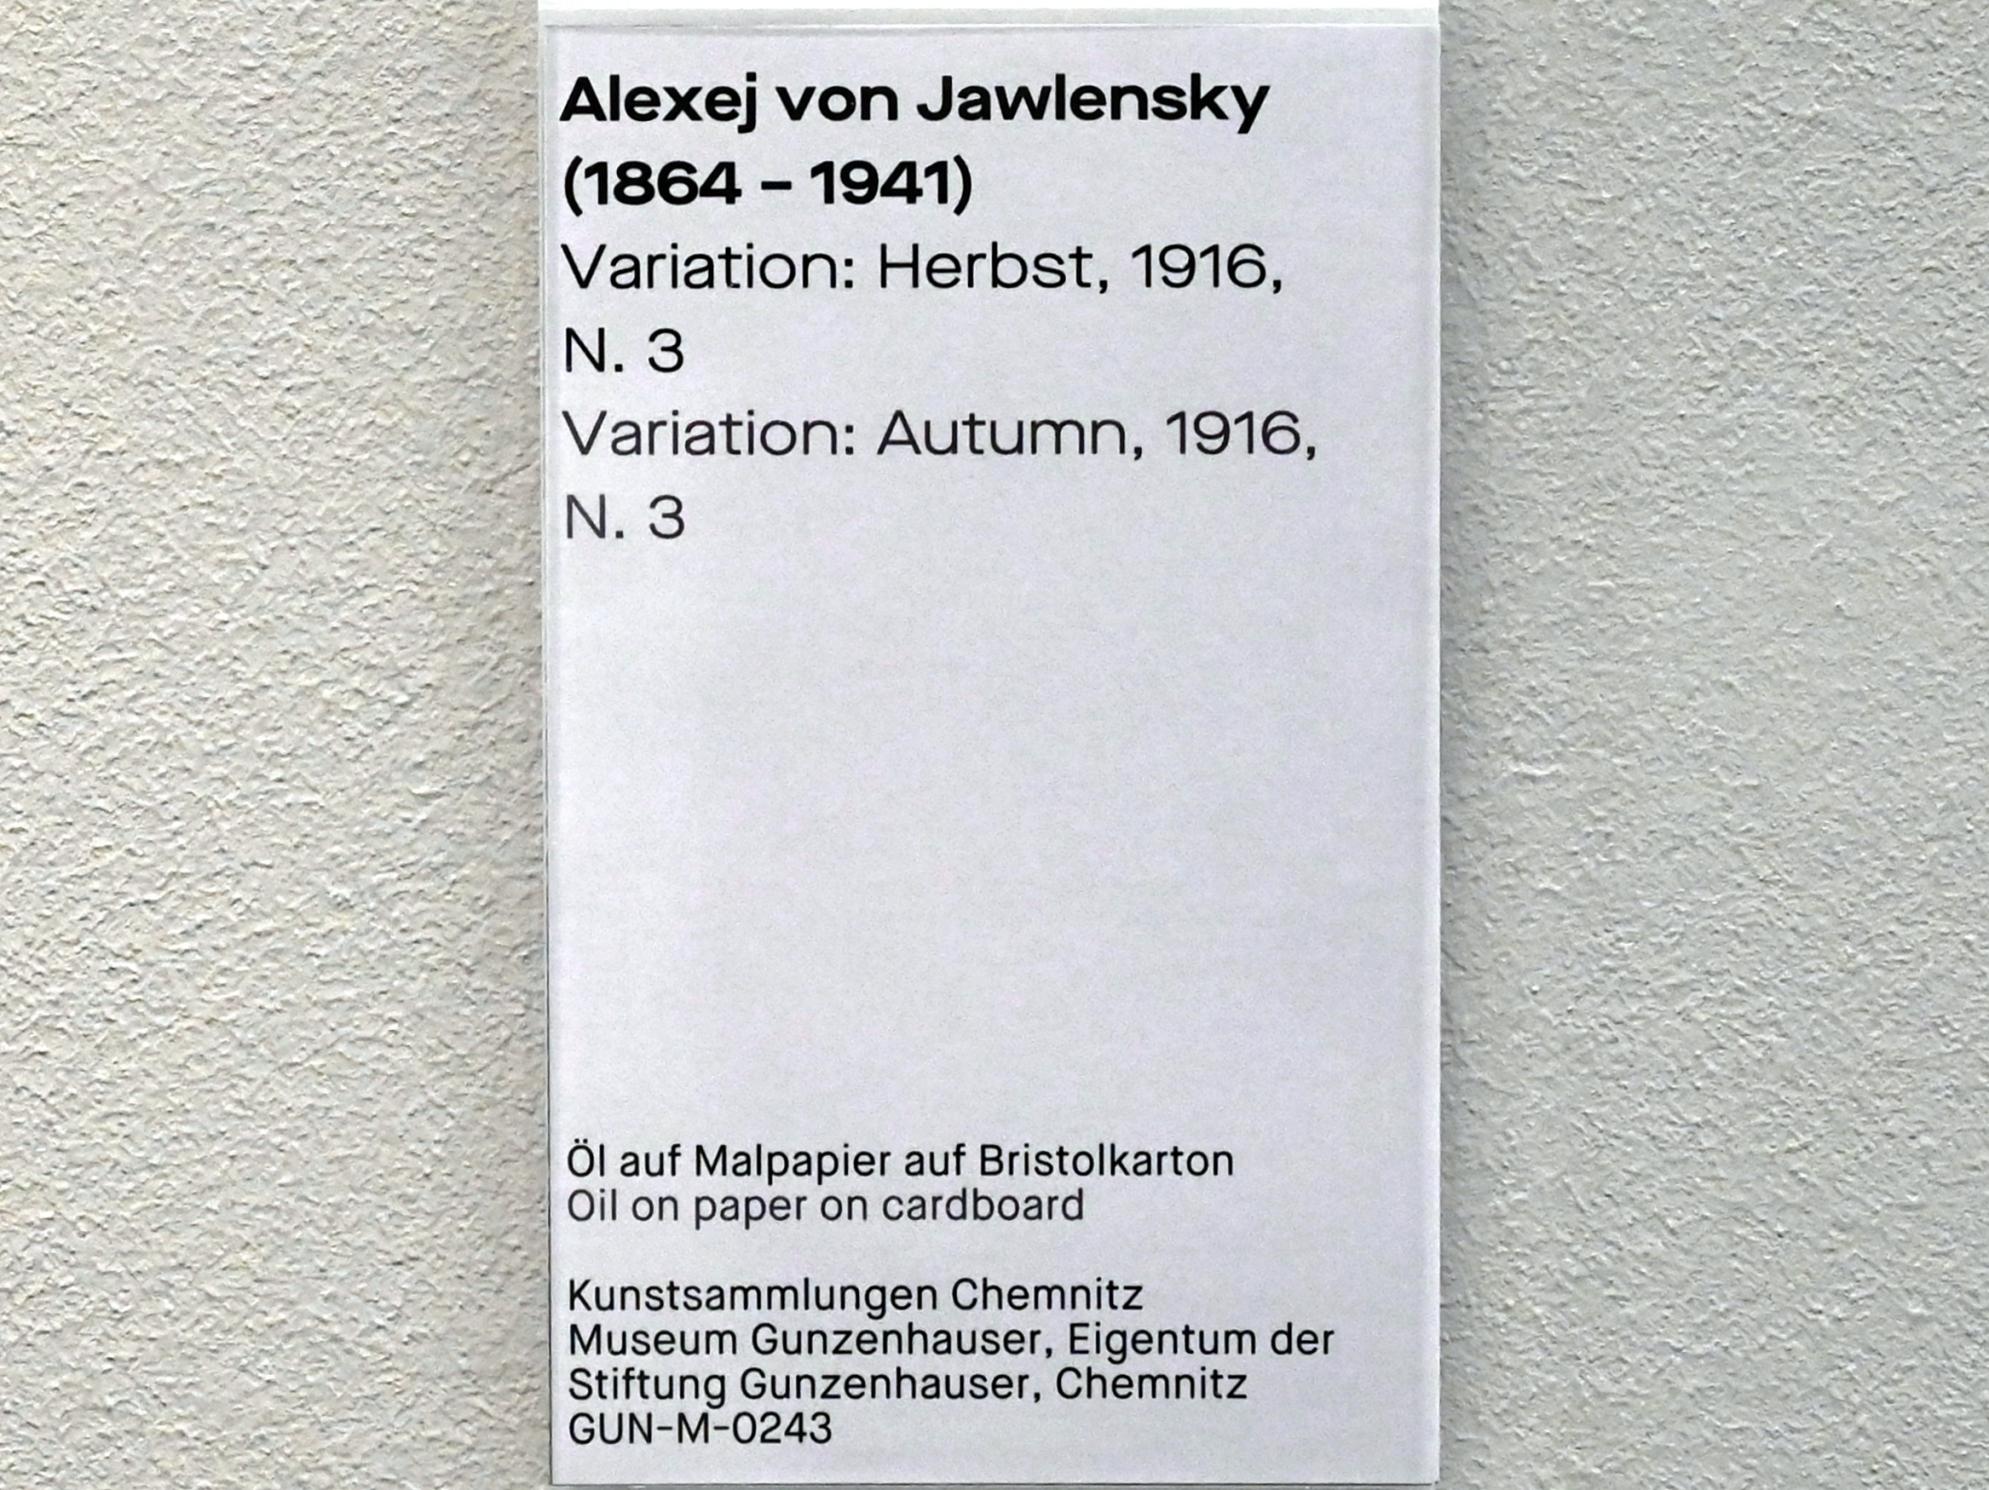 Alexej von Jawlensky
(1864 – 1941)
Variation: Herbst, 1916,
N. 3
Variation: Autumn, 1916,
N. 3
Öl auf Malpapier auf Bristolkarton
Oil on paper on cardboard
Kunstsammlungen Chemnitz
Museum Gunzenhauser, Eigentum der
Stiftung Gunzenhauser, Chemnitz
GUN-M-0243